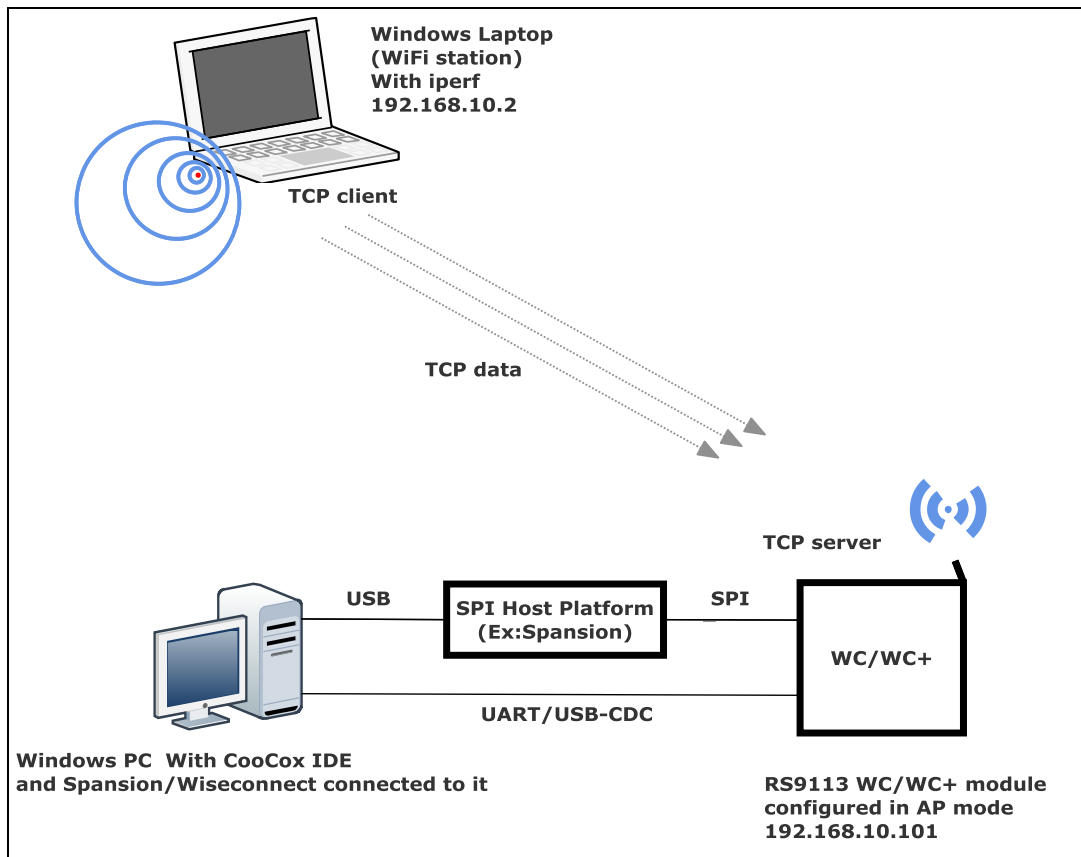 Windows Laptop
(WiFi station)
With iperf
192.168.10.2
TCP client
TCP data
TCP server
USB
SPI Host Platform
(Ex:Spansion)
SPI
WC/WC+
UART/USB-CDC
Windows PC  With CooCox IDE
and Spansion/Wiseconnect connected to it
RS9113 WC/WC+ module
configured in AP mode
192.168.10.101